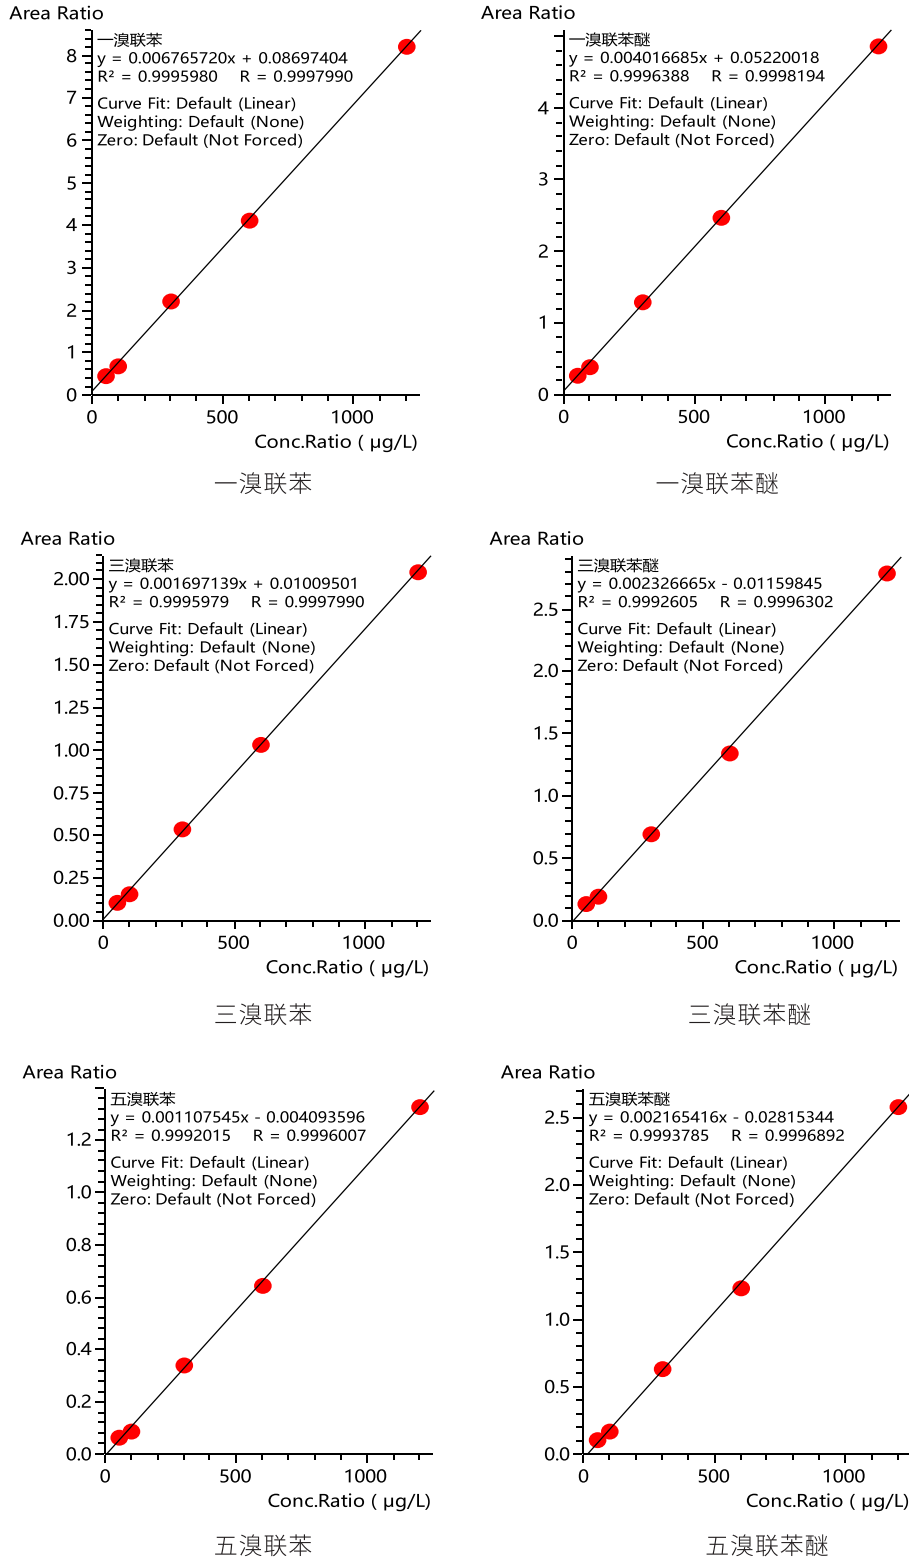 Area Ratio
一溴联苯
y = 0.006765720x + 0.08697404
R² = 0.9995980 R = 0.9997990
Curve Fit: Default (Linear)
Weighting: Default (None)
Zero: Default (Not Forced)
8
7
6
5
4
3
2
1
0
0 500 1000
Conc.Ratio ( μg/L)
一溴联苯
Area Ratio
一溴联苯醚
y = 0.004016685x + 0.05220018
R² = 0.9996388 R = 0.9998194
Curve Fit: Default (Linear)
Weighting: Default (None)
Zero: Default (Not Forced)
4
3
2
1
0
0 500 1000
Conc.Ratio ( μg/L)
一溴联苯醚
Area Ratio
三溴联苯
y = 0.001697139x + 0.01009501
R² = 0.9995979 R = 0.9997990
Curve Fit: Default (Linear)
Weighting: Default (None)
Zero: Default (Not Forced)
2.00
1.75
1.50
1.25
1.00
0.75
0.50
0.25
0.00
0 500 1000
Conc.Ratio ( μg/L)
三溴联苯
Area Ratio
三溴联苯醚
y = 0.002326665x - 0.01159845
R² = 0.9992605 R = 0.9996302
Curve Fit: Default (Linear)
Weighting: Default (None)
Zero: Default (Not Forced)
2.5
2.0
1.5
1.0
0.5
0.0
0 500 1000
Conc.Ratio ( μg/L)
三溴联苯醚
Area Ratio
五溴联苯
y = 0.001107545x - 0.004093596
R² = 0.9992015 R = 0.9996007
Curve Fit: Default (Linear)
Weighting: Default (None)
Zero: Default (Not Forced)
1.2
1.0
0.8
0.6
0.4
0.2
0.0
0 500 1000
Conc.Ratio ( μg/L)
五溴联苯
Area Ratio
五溴联苯醚
y = 0.002165416x - 0.02815344
R² = 0.9993785 R = 0.9996892
Curve Fit: Default (Linear)
Weighting: Default (None)
Zero: Default (Not Forced)
2.5
2.0
1.5
1.0
0.5
0.0
0 500 1000
Conc.Ratio ( μg/L)
五溴联苯醚